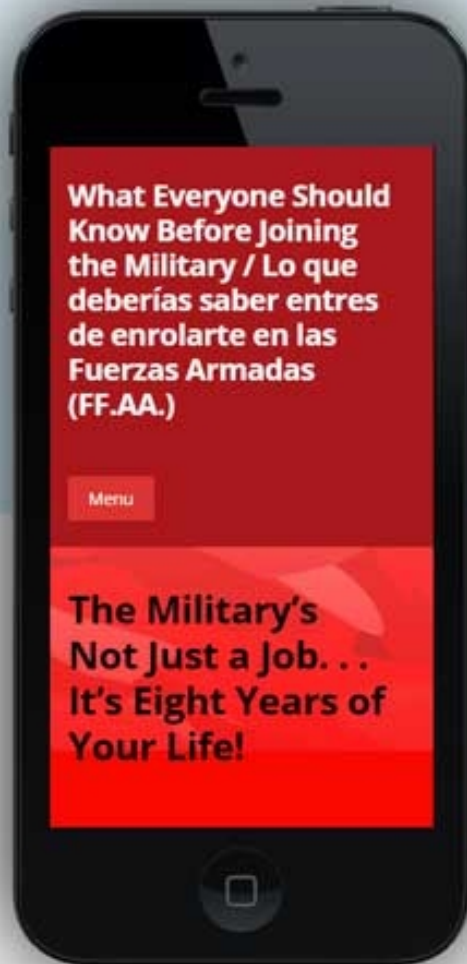 What Everyone Should
Know Before Joining
the Military / Lo que
deberías saber entres
de enrolarte en las
Fuerzas Armadas
(FF.AA.)
Menu
The Military's
Not Just a Job. . .
It's Eight Years of
Your Life!